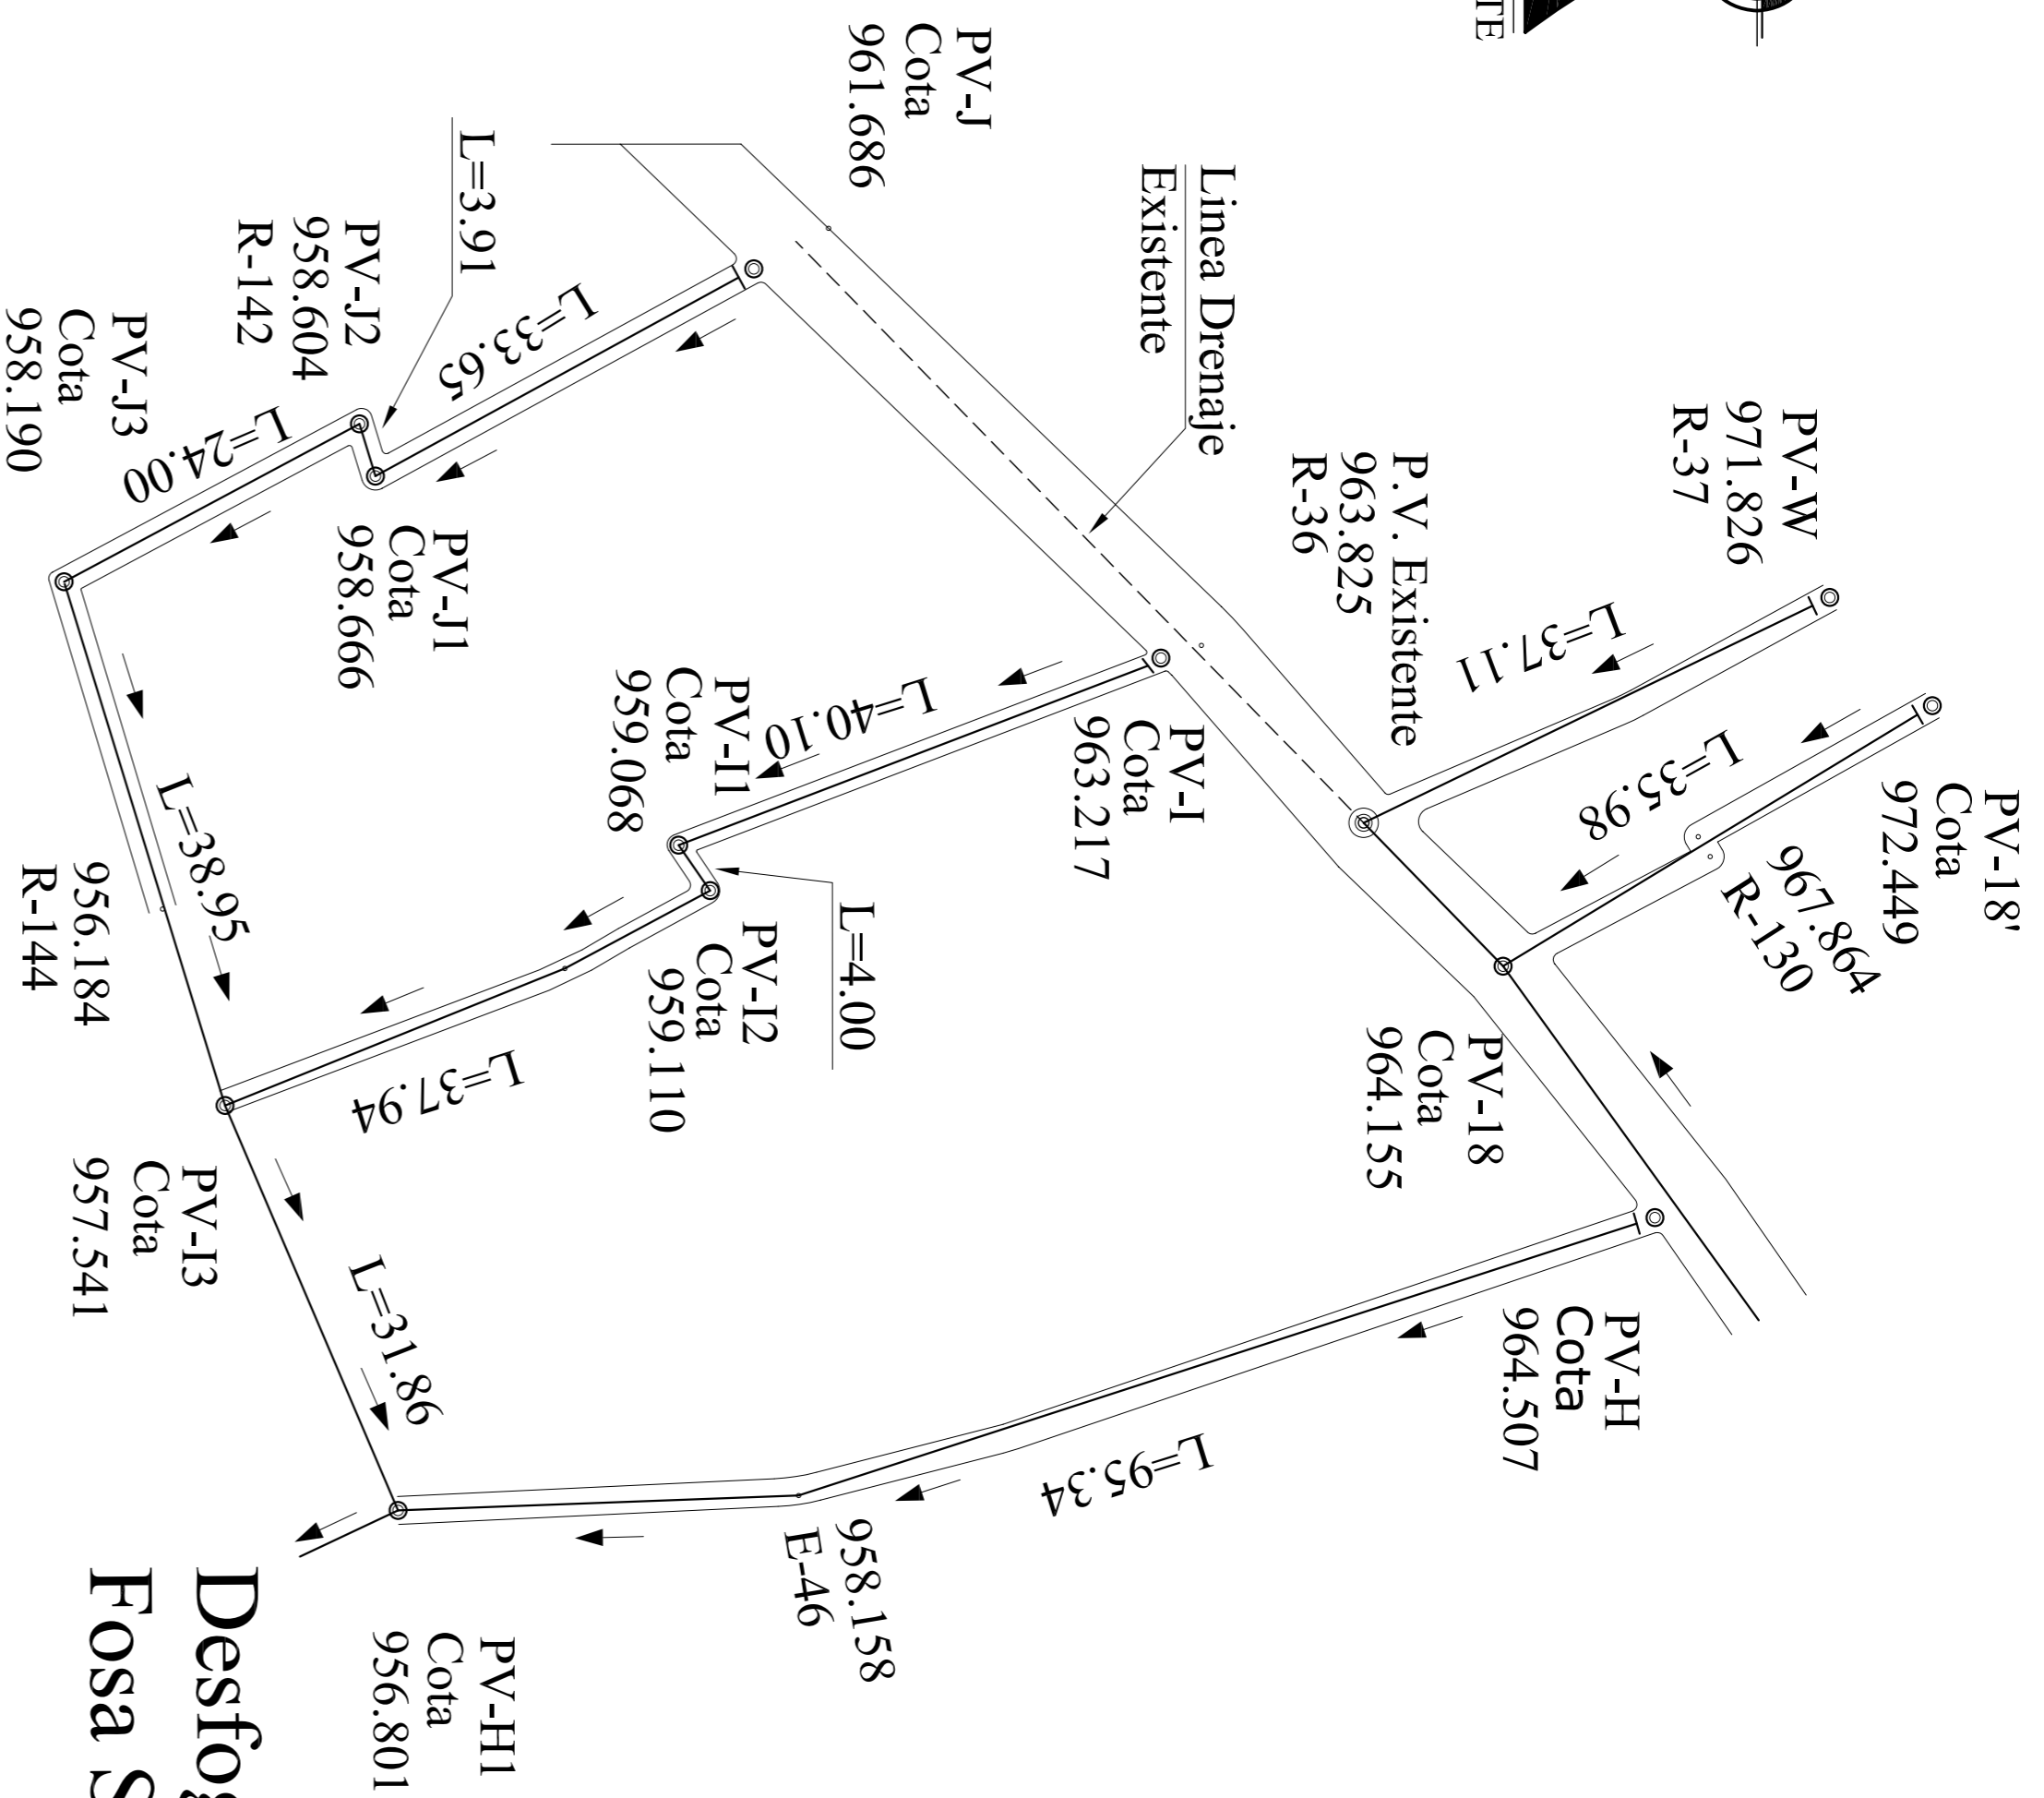 TE
PV-J
Cota
961.686
Linea Drenaje
Existente
L=3.91
PV-J2
958.604
R-142
L=33.65
PV-J3
Cota
958.190
L=24.00
PV-J1
Cota
958.666
PV-W
971.826
R-37
P.V. Existente
963.825
R-36
L=37.11
L=35.98
PV-18'
Cota
972.449
967.864
R-130
PV-I
Cota
963.217
L=40.10
PV-I1
Cota
959.068
L=4.00
PV-I2
Cota
959.110
L=38.95
956.184
R-144
PV-18
Cota
964.155
L=37.94
PV-I3
Cota
957.541
L=31.86
PV-H
Cota
964.507
L=95.34
958.158
E-46
PV-H1
Cota
956.801
Desfog
Fosa S